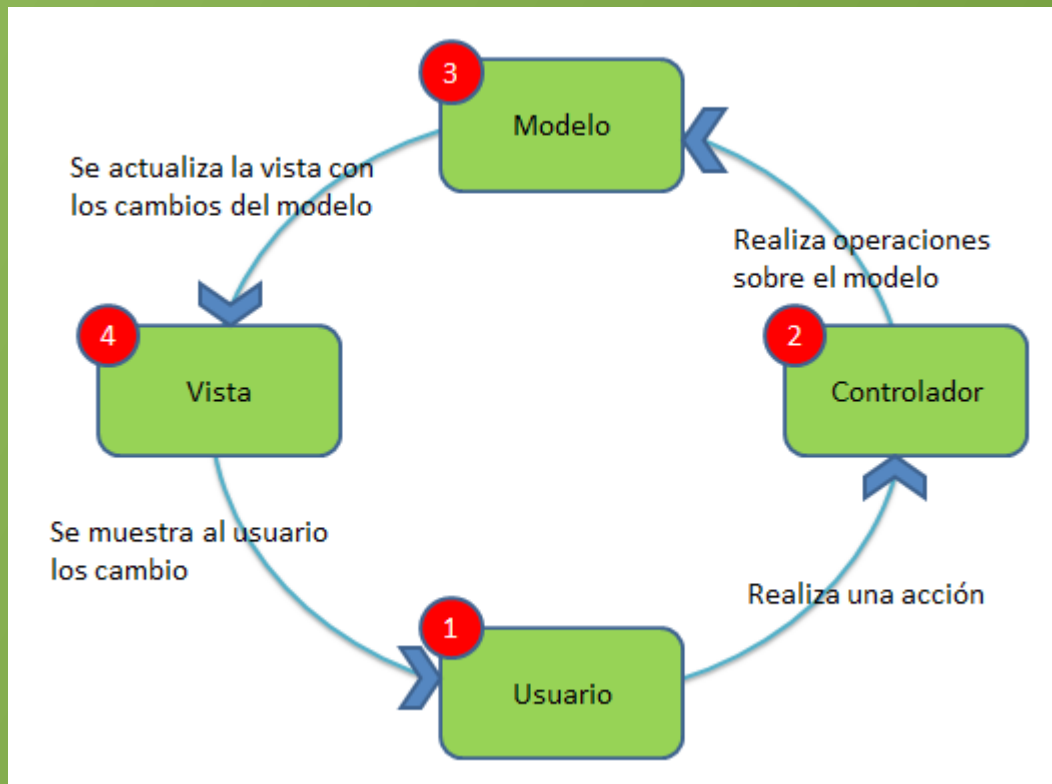 3
Modelo
Se actualiza la vista con
los cambios del modelo
Realiza operaciones
sobre el modelo
4
Vista
2
Controlador
Se muestra al usuario
los cambio
Realiza una acción
1
Usuario